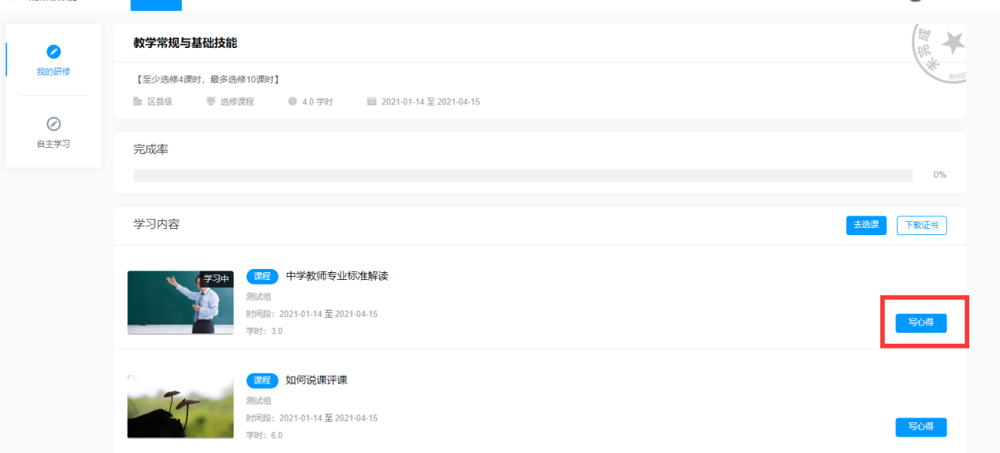 我的研修
自主学习
教学常规与基础技能
未完成
【至少选修4课时，最多选修10课时】
区县级 选修课程 4.0 学时 2021-01-14 至 2021-04-15
完成率
0%
学习内容
去选课 下载证书
学习中
课程 中学教师专业标准解读
测试组
时间段：2021-01-14 至 2021-04-15
学时：3.0
写心得
课程 如何说课评课
测试组
时间段：2021-01-14 至 2021-04-15
学时：6.0
写心得